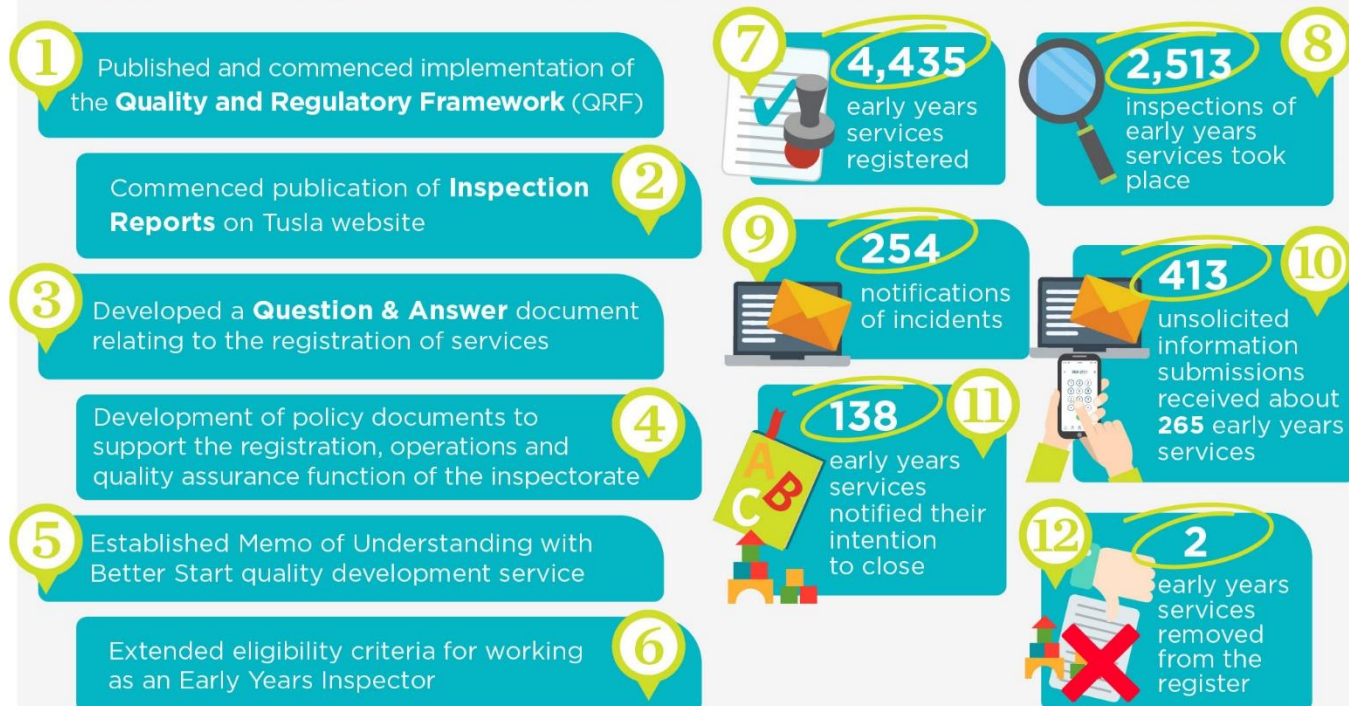 1
Published and commenced implementation of
the Quality and Regulatory Framework (QRF)
2
Commenced publication of Inspection
Reports on Tusla website
3
Developed a Question & Answer document
relating to the registration of services
4
Development of policy documents to
support the registration, operations and
quality assurance function of the inspectorate
5
Established Memo of Understanding with
Better Start quality development service
6
Extended eligibility criteria for working
as an Early Years Inspector
7
4,435
early years
services
registered
8
2,513
inspections of
early years
services took
place
9
254
notifications
of incidents
10
413
unsolicited
information
submissions
received about
265 early years
services
11
138
early years
services
notified their
intention
to close
A
B
C
12
2
early years
services
removed
from the
register